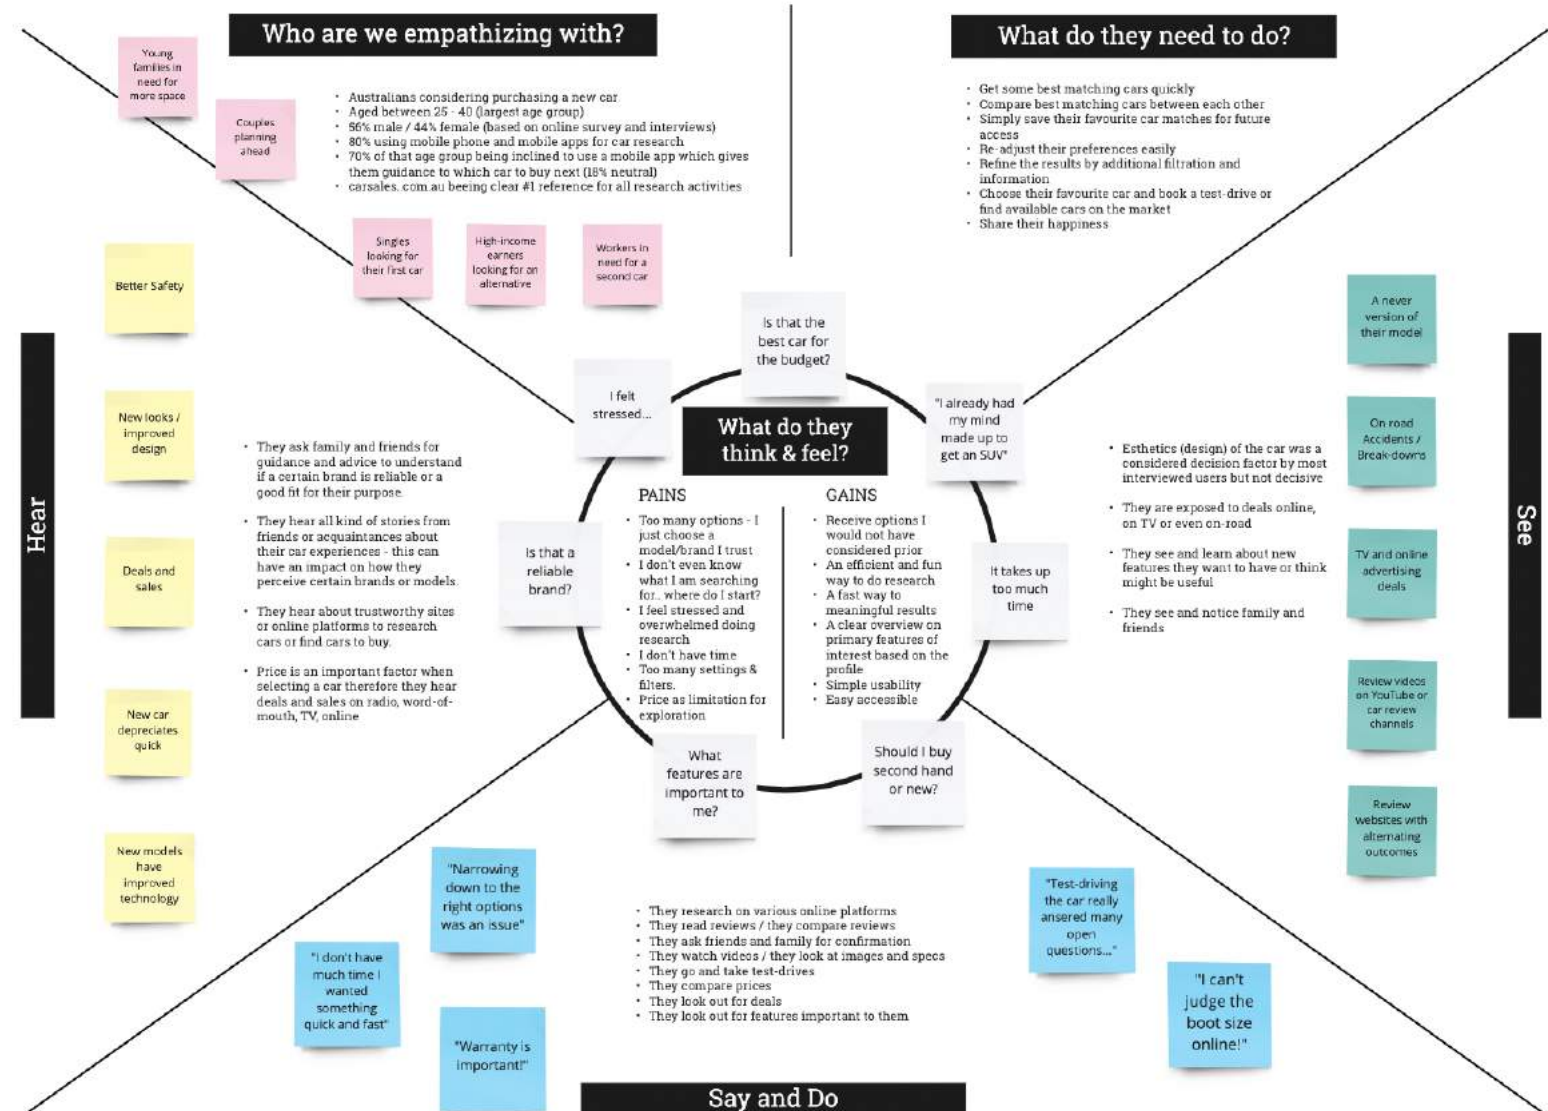 Who are we empathizing with?
Young
families in
need for
more space
Couples
planning
ahead
· Australians considering purchasing a new car
· Aged between 25 - 40 (largest age group)
· 56% male / 44% female (based on online survey and interviews)
· 80% using mobile phone and mobile apps for car research
· 70% of that age group being inclined to use a mobile app which gives
them guidance to which car to buy next (18% neutral)
· carsales. com.au beeing clear #1 reference for all research activities
Singles
looking for
their first car
High-income
earners
looking for an
alternative
Workers in
need for a
second car
What do they need to do?
· Get some best matching cars quickly
· Compare best matching cars between each other
· Simply save their favourite car matches for future
access
· Re-adjust their preferences easily
· Refine the results by additional filtration and
information
· Choose their favourite car and book a test-drive or
find available cars on the market
· Share their happiness
Hear
Better Safety
New looks /
improved
design
Deals and
sales
New car
depreciates
quick
New models
have
improved
technology
· They ask family and friends for
guidance and advice to understand
if a certain brand is reliable or a
good fit for their purpose.
· They hear all kind of stories from
friends or acquaintances about
their car experiences - this can
have an impact on how they
perceive certain brands or models.
· They hear about trustworthy sites
or online platforms to research
cars or find cars to buy.
· Price is an important factor when
selecting a car therefore they hear
deals and sales on radio, word-of-
mouth, TV, online
What do they
think & feel?
I felt
stressed...
Is that the
best car for
the budget?
"I already had
my mind
made up to
get an SUV"
Is that a
reliable
brand?
It takes up
too much
time
What
features are
important to
me?
Should I buy
second hand
or new?
PAINS
· Too many options - I
just choose a
model/brand I trust
· I don't even know
what I am searching
for.. where do I start?
· I feel stressed and
overwhelmed doing
research
· I don't have time
· Too many settings &
filters.
· Price as limitation for
exploration
GAINS
· Receive options I
would not have
considered prior
· An efficient and fun
way to do research
· A fast way to
meaningful results
· A clear overview on
primary features of
interest based on the
profile
· Simple usability
· Easy accessible
See
· Esthetics (design) of the car was a
considered decision factor by most
interviewed users but not decisive
· They are exposed to deals online,
on TV or even on-road
· They see and learn about new
features they want to have or think
might be useful
· They see and notice family and
friends
A never
version of
their model
On road
Accidents /
Break-downs
TV and online
advertising
deals
Review videos
on YouTube or
car review
channels
Review
websites with
alternating
outcomes
"Narrowing
down to the
right options
was an issue"
"I don't have
much time I
wanted
something
quick and fast"
"Warranty is
important!"
· They research on various online platforms
· They read reviews / they compare reviews
· They ask friends and family for confirmation
· They watch videos / they look at images and specs
· They go and take test-drives
· They compare prices
· They look out for deals
· They look out for features important to them
"Test-driving
the car really
ansered many
open
questions..."
"I can't
judge the
boot size
online!"
Say and Do